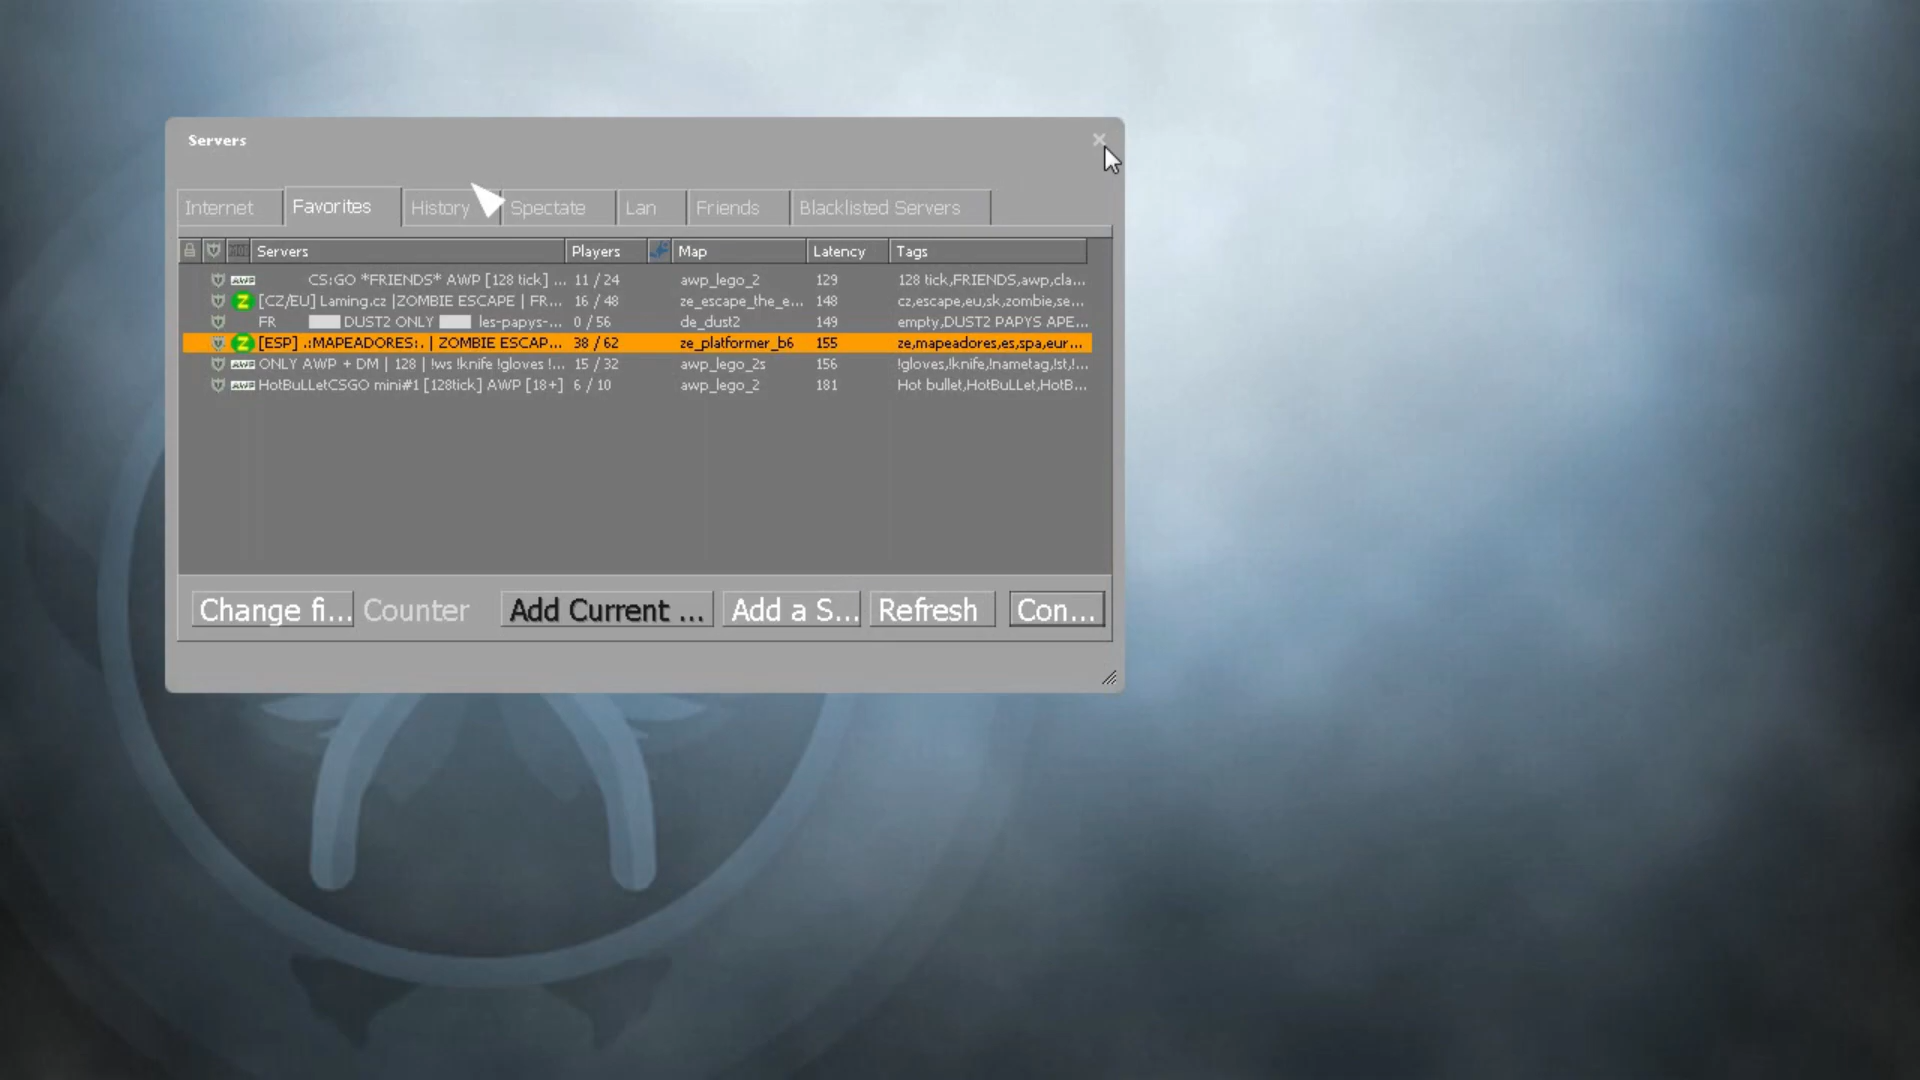 Servers
Internet Favorites History Spectate Lan Friends Blacklisted Servers
Servers Players Map Latency Tags
AWP CS:GO *FRIENDS* AWP [128 tick] ... 11 / 24 awp_lego_2 129 128 tick,FRIENDS,awp,cla...
Z [CZ/EU] Laming.cz |ZOMBIE ESCAPE | FR... 16 / 48 ze_escape_the_e... 148 cz,escape,eu,sk,zombie,se...
FR DUST2 ONLY les-papys-... 0 / 56 de_dust2 149 empty,DUST2 PAPYS APE...
Z [ESP] .:MAPEADORES:. | ZOMBIE ESCAP... 38 / 62 ze_platformer_b6 155 ze,mapeadores,es,spa,eur...
AWP ONLY AWP + DM | 128 | !ws !knife !gloves !... 15 / 32 awp_lego_2s 156 !gloves,!knife,!nametag,!st,!...
AWP HotBuLLetCSGO mini#1 [128tick] AWP [18+] 6 / 10 awp_lego_2 181 Hot bullet,HotBuLLet,HotB...
Change fi... Counter Add Current ... Add a S... Refresh Con...